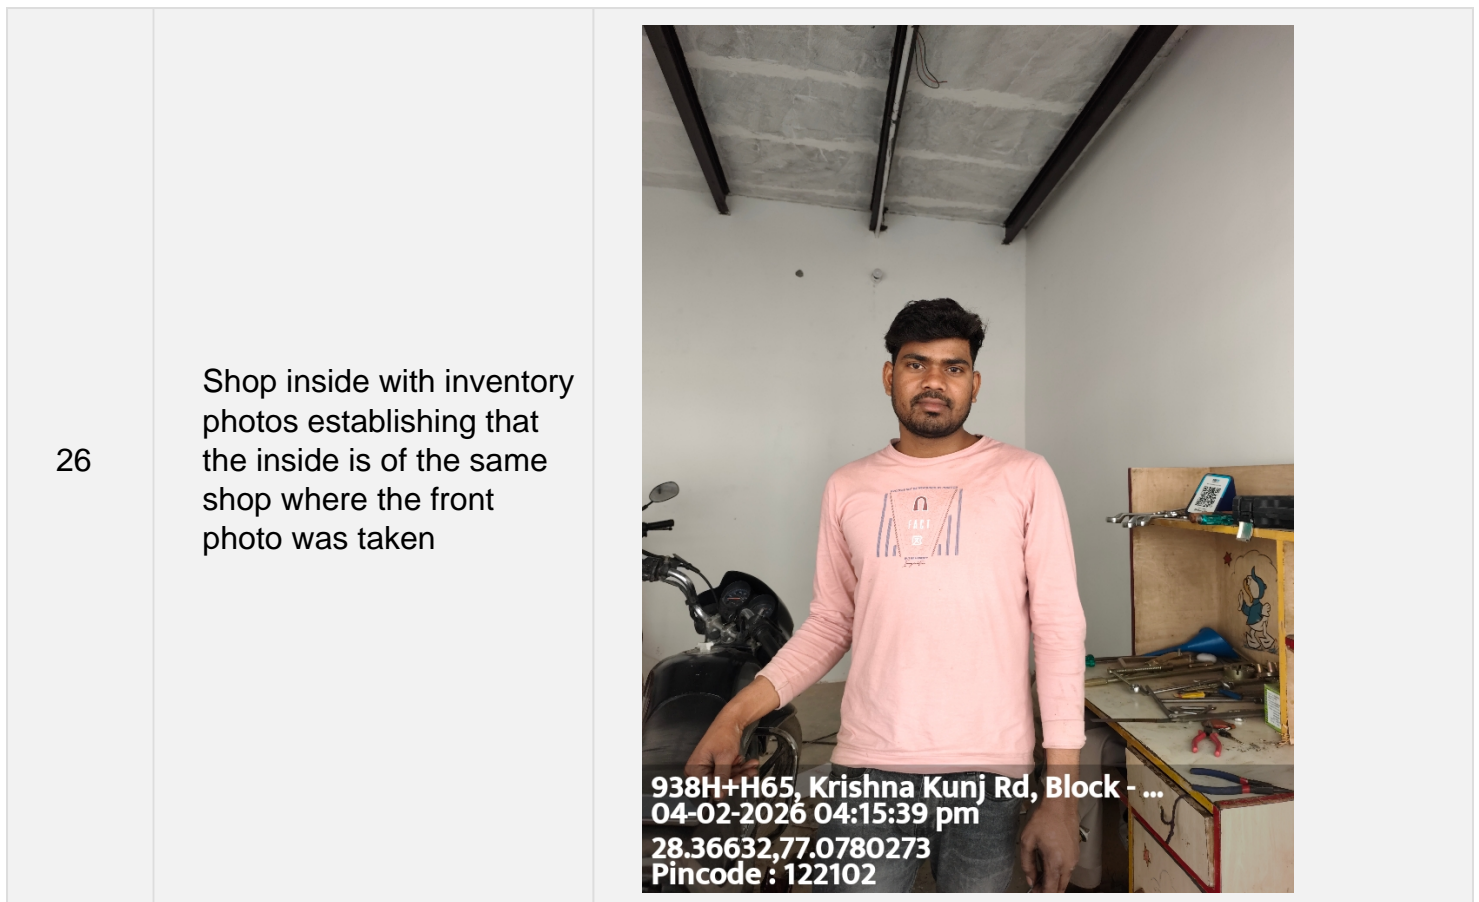 26
Shop inside with inventory
photos establishing that
the inside is of the same
shop where the front
photo was taken
938H+H65, Krishna Kunj Rd, Block - ...
04-02-2026 04:15:39 pm
28.36632,77.0780273
Pincode : 122102